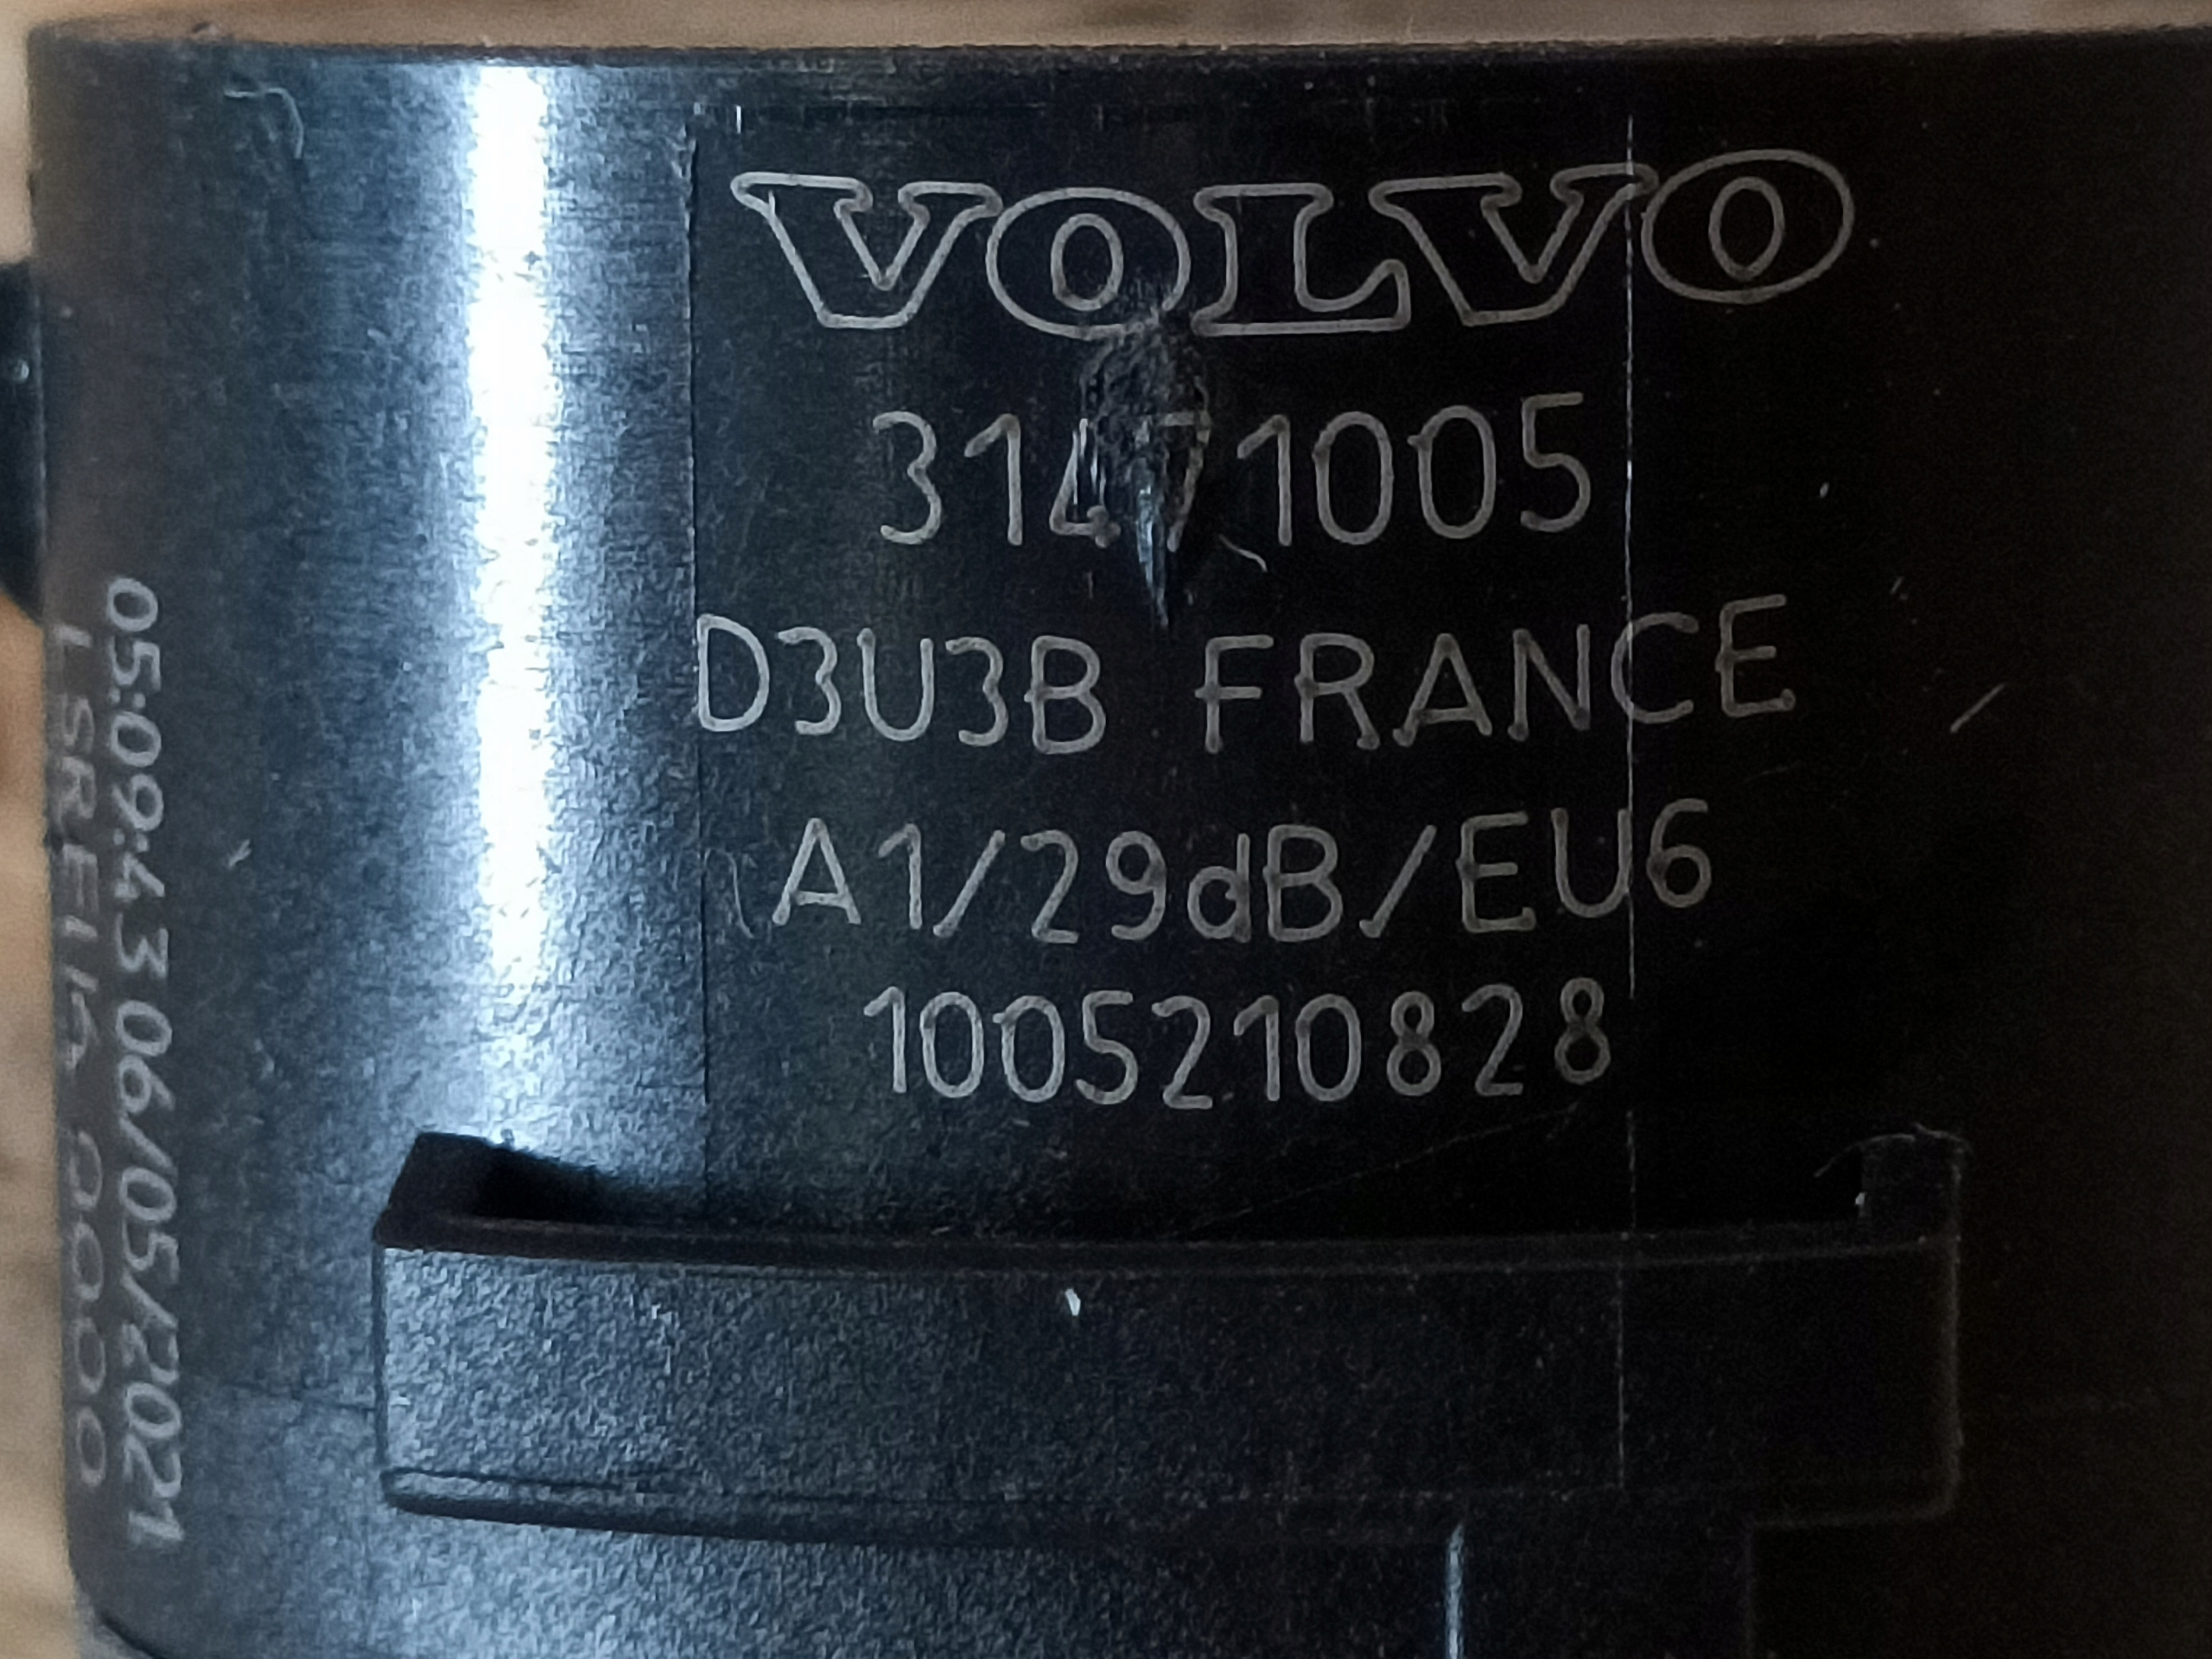 VOLVO
31471005
D3U3B FRANCE
A1/29dB/EU6
1005210828
05:09:43 06/05/2021